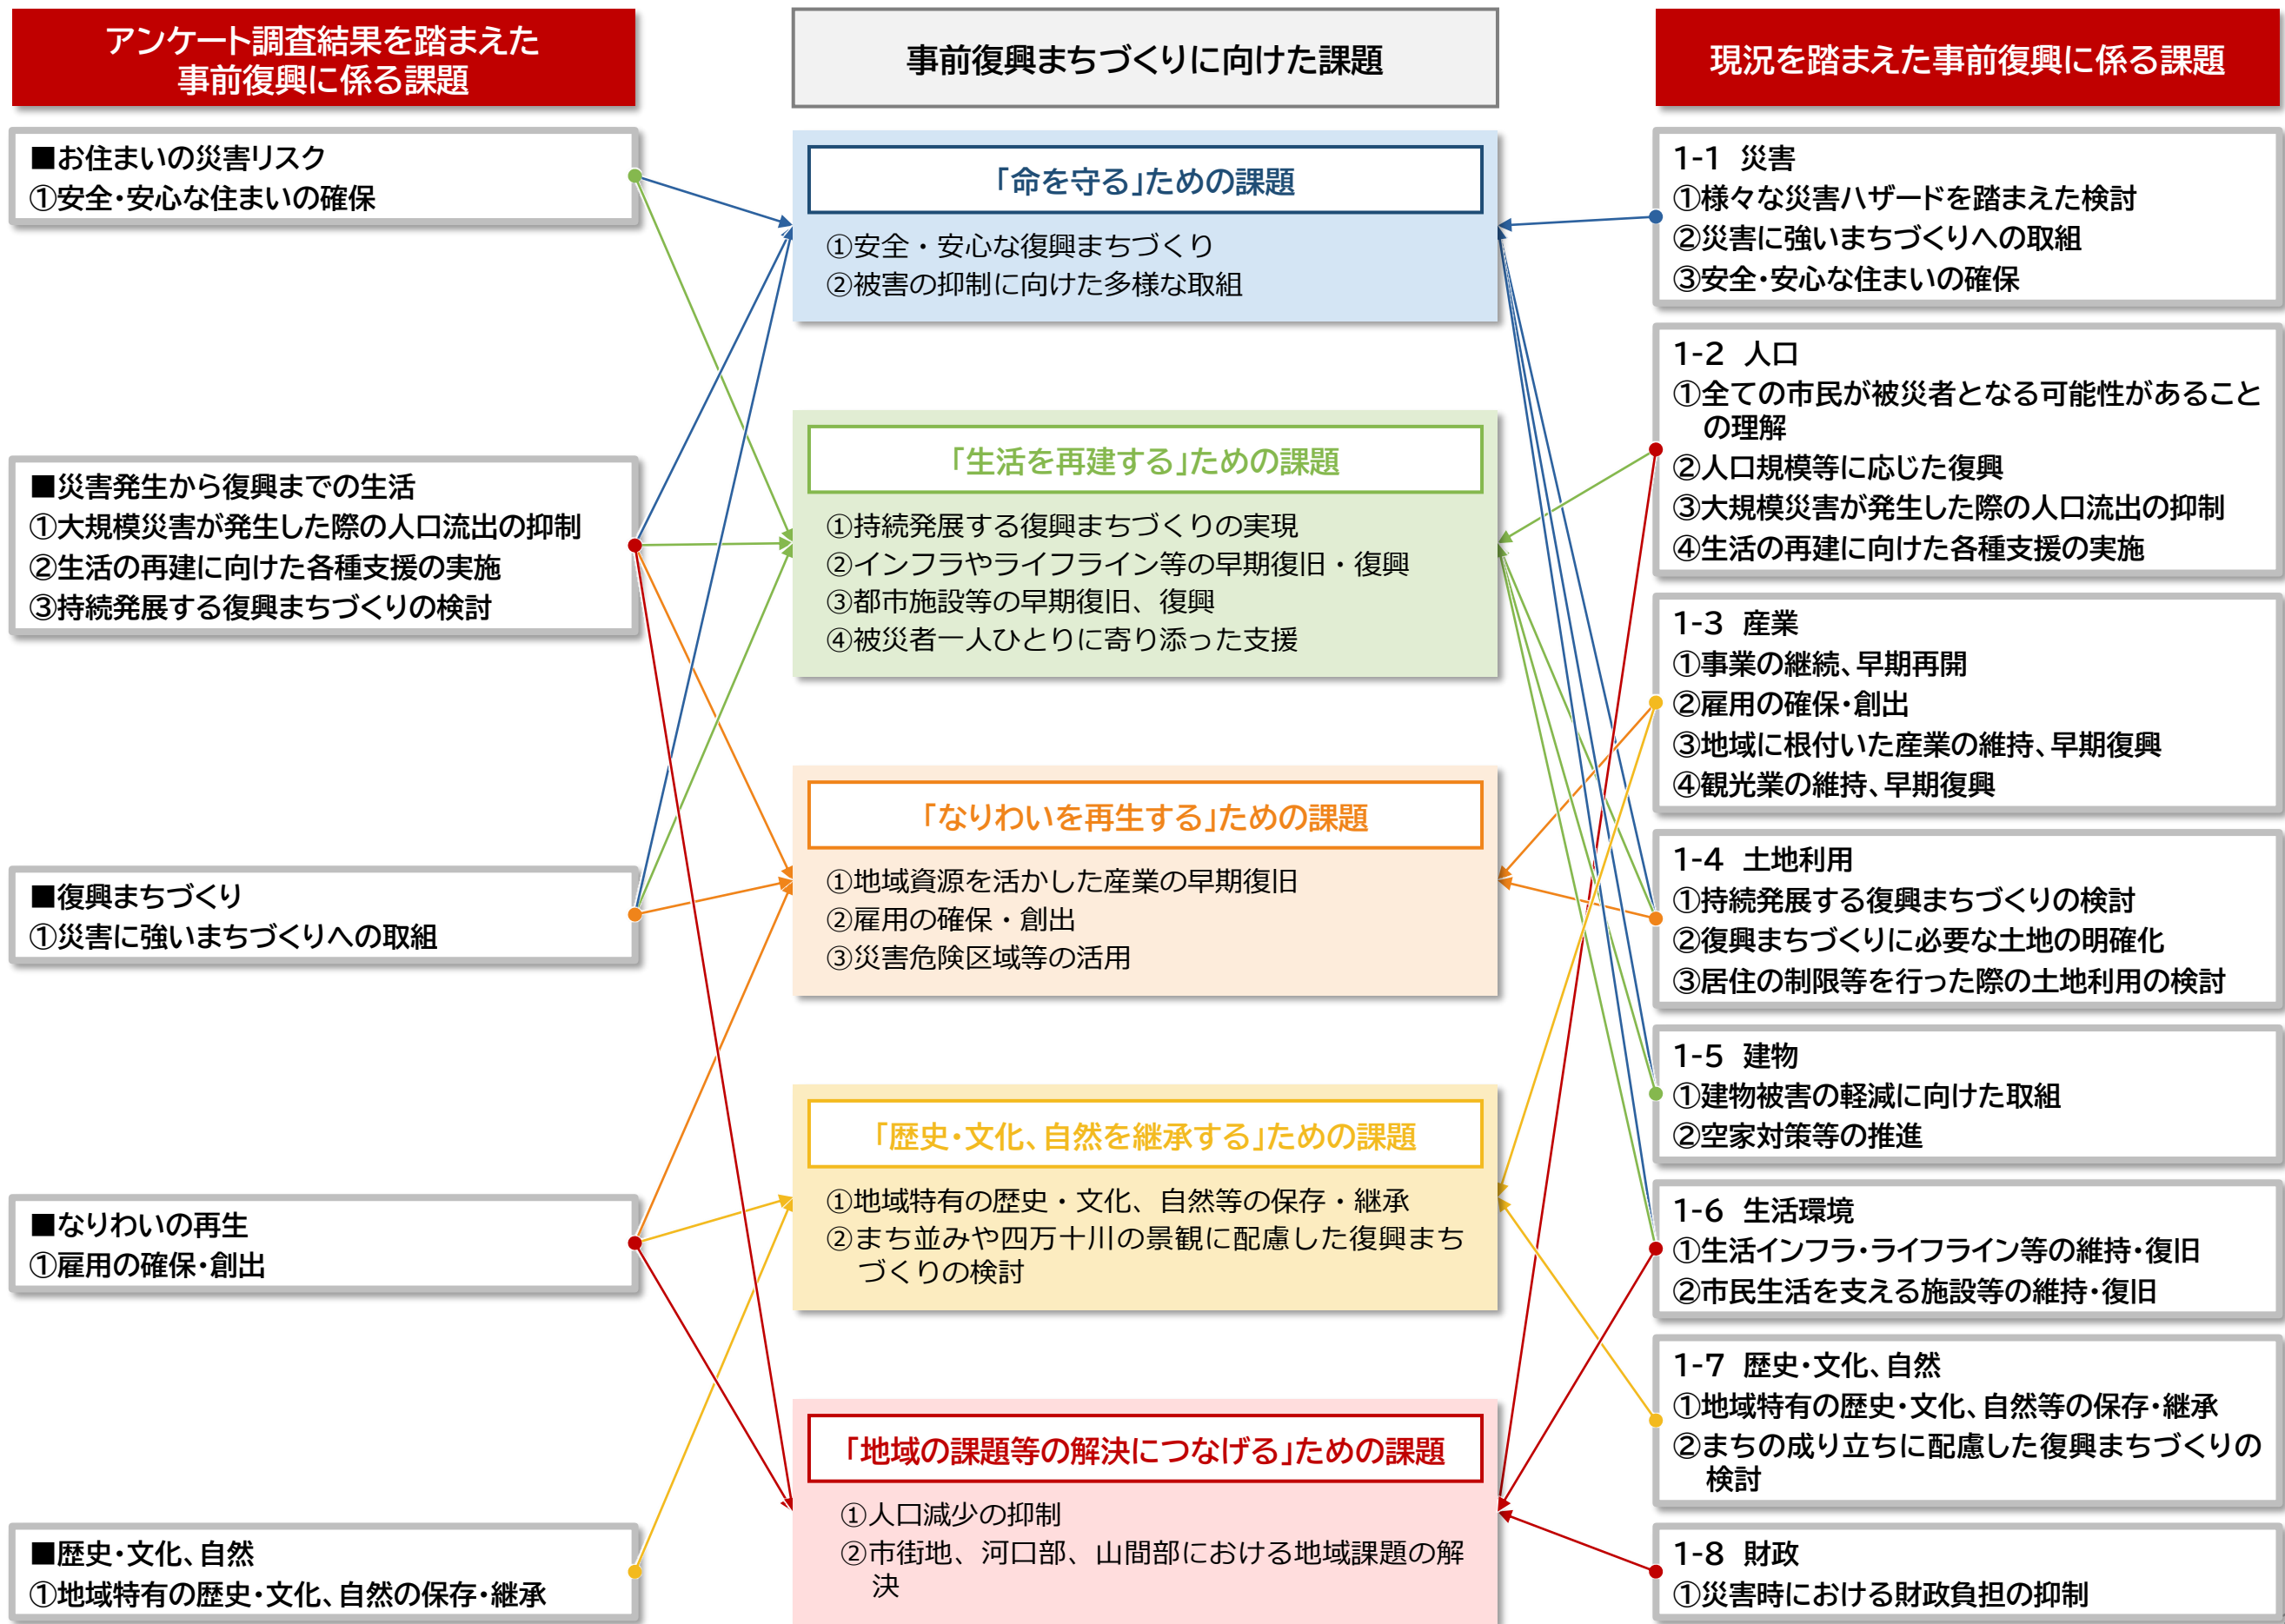 アンケート調査結果を踏まえた
事前復興に係る課題
■お住まいの災害リスク
①安全・安心な住まいの確保
■災害発生から復興までの生活
①大規模災害が発生した際の人口流出の抑制
②生活の再建に向けた各種支援の実施
③持続発展する復興まちづくりの検討
■復興まちづくり
①災害に強いまちづくりへの取組
■なりわいの再生
①雇用の確保・創出
■歴史・文化、自然
①地域特有の歴史・文化、自然の保存・継承
事前復興まちづくりに向けた課題
「命を守る」ための課題
①安全・安心な復興まちづくり
②被害の抑制に向けた多様な取組
「生活を再建する」ための課題
①持続発展する復興まちづくりの実現
②インフラやライフライン等の早期復旧・復興
③都市施設等の早期復旧、復興
④被災者一人ひとりに寄り添った支援
「なりわいを再生する」ための課題
①地域資源を活かした産業の早期復旧
②雇用の確保・創出
③災害危険区域等の活用
「歴史・文化、自然を継承する」ための課題
①地域特有の歴史・文化、自然等の保存・継承
②まち並みや四万十川の景観に配慮した復興まち
づくりの検討
「地域の課題等の解決につなげる」ための課題
①人口減少の抑制
②市街地、河口部、山間部における地域課題の解
決
現況を踏まえた事前復興に係る課題
1-1 災害
①様々な災害ハザードを踏まえた検討
②災害に強いまちづくりへの取組
③安全・安心な住まいの確保
1-2 人口
①全ての市民が被災者となる可能性があること
の理解
②人口規模等に応じた復興
③大規模災害が発生した際の人口流出の抑制
④生活の再建に向けた各種支援の実施
1-3 産業
①事業の継続、早期再開
②雇用の確保・創出
③地域に根付いた産業の維持、早期復興
④観光業の維持、早期復興
1-4 土地利用
①持続発展する復興まちづくりの検討
②復興まちづくりに必要な土地の明確化
③居住の制限等を行った際の土地利用の検討
1-5 建物
①建物被害の軽減に向けた取組
②空家対策等の推進
1-6 生活環境
①生活インフラ・ライフライン等の維持・復旧
②市民生活を支える施設等の維持・復旧
1-7 歴史・文化、自然
①地域特有の歴史・文化、自然等の保存・継承
②まちの成り立ちに配慮した復興まちづくりの
検討
1-8 財政
①災害時における財政負担の抑制